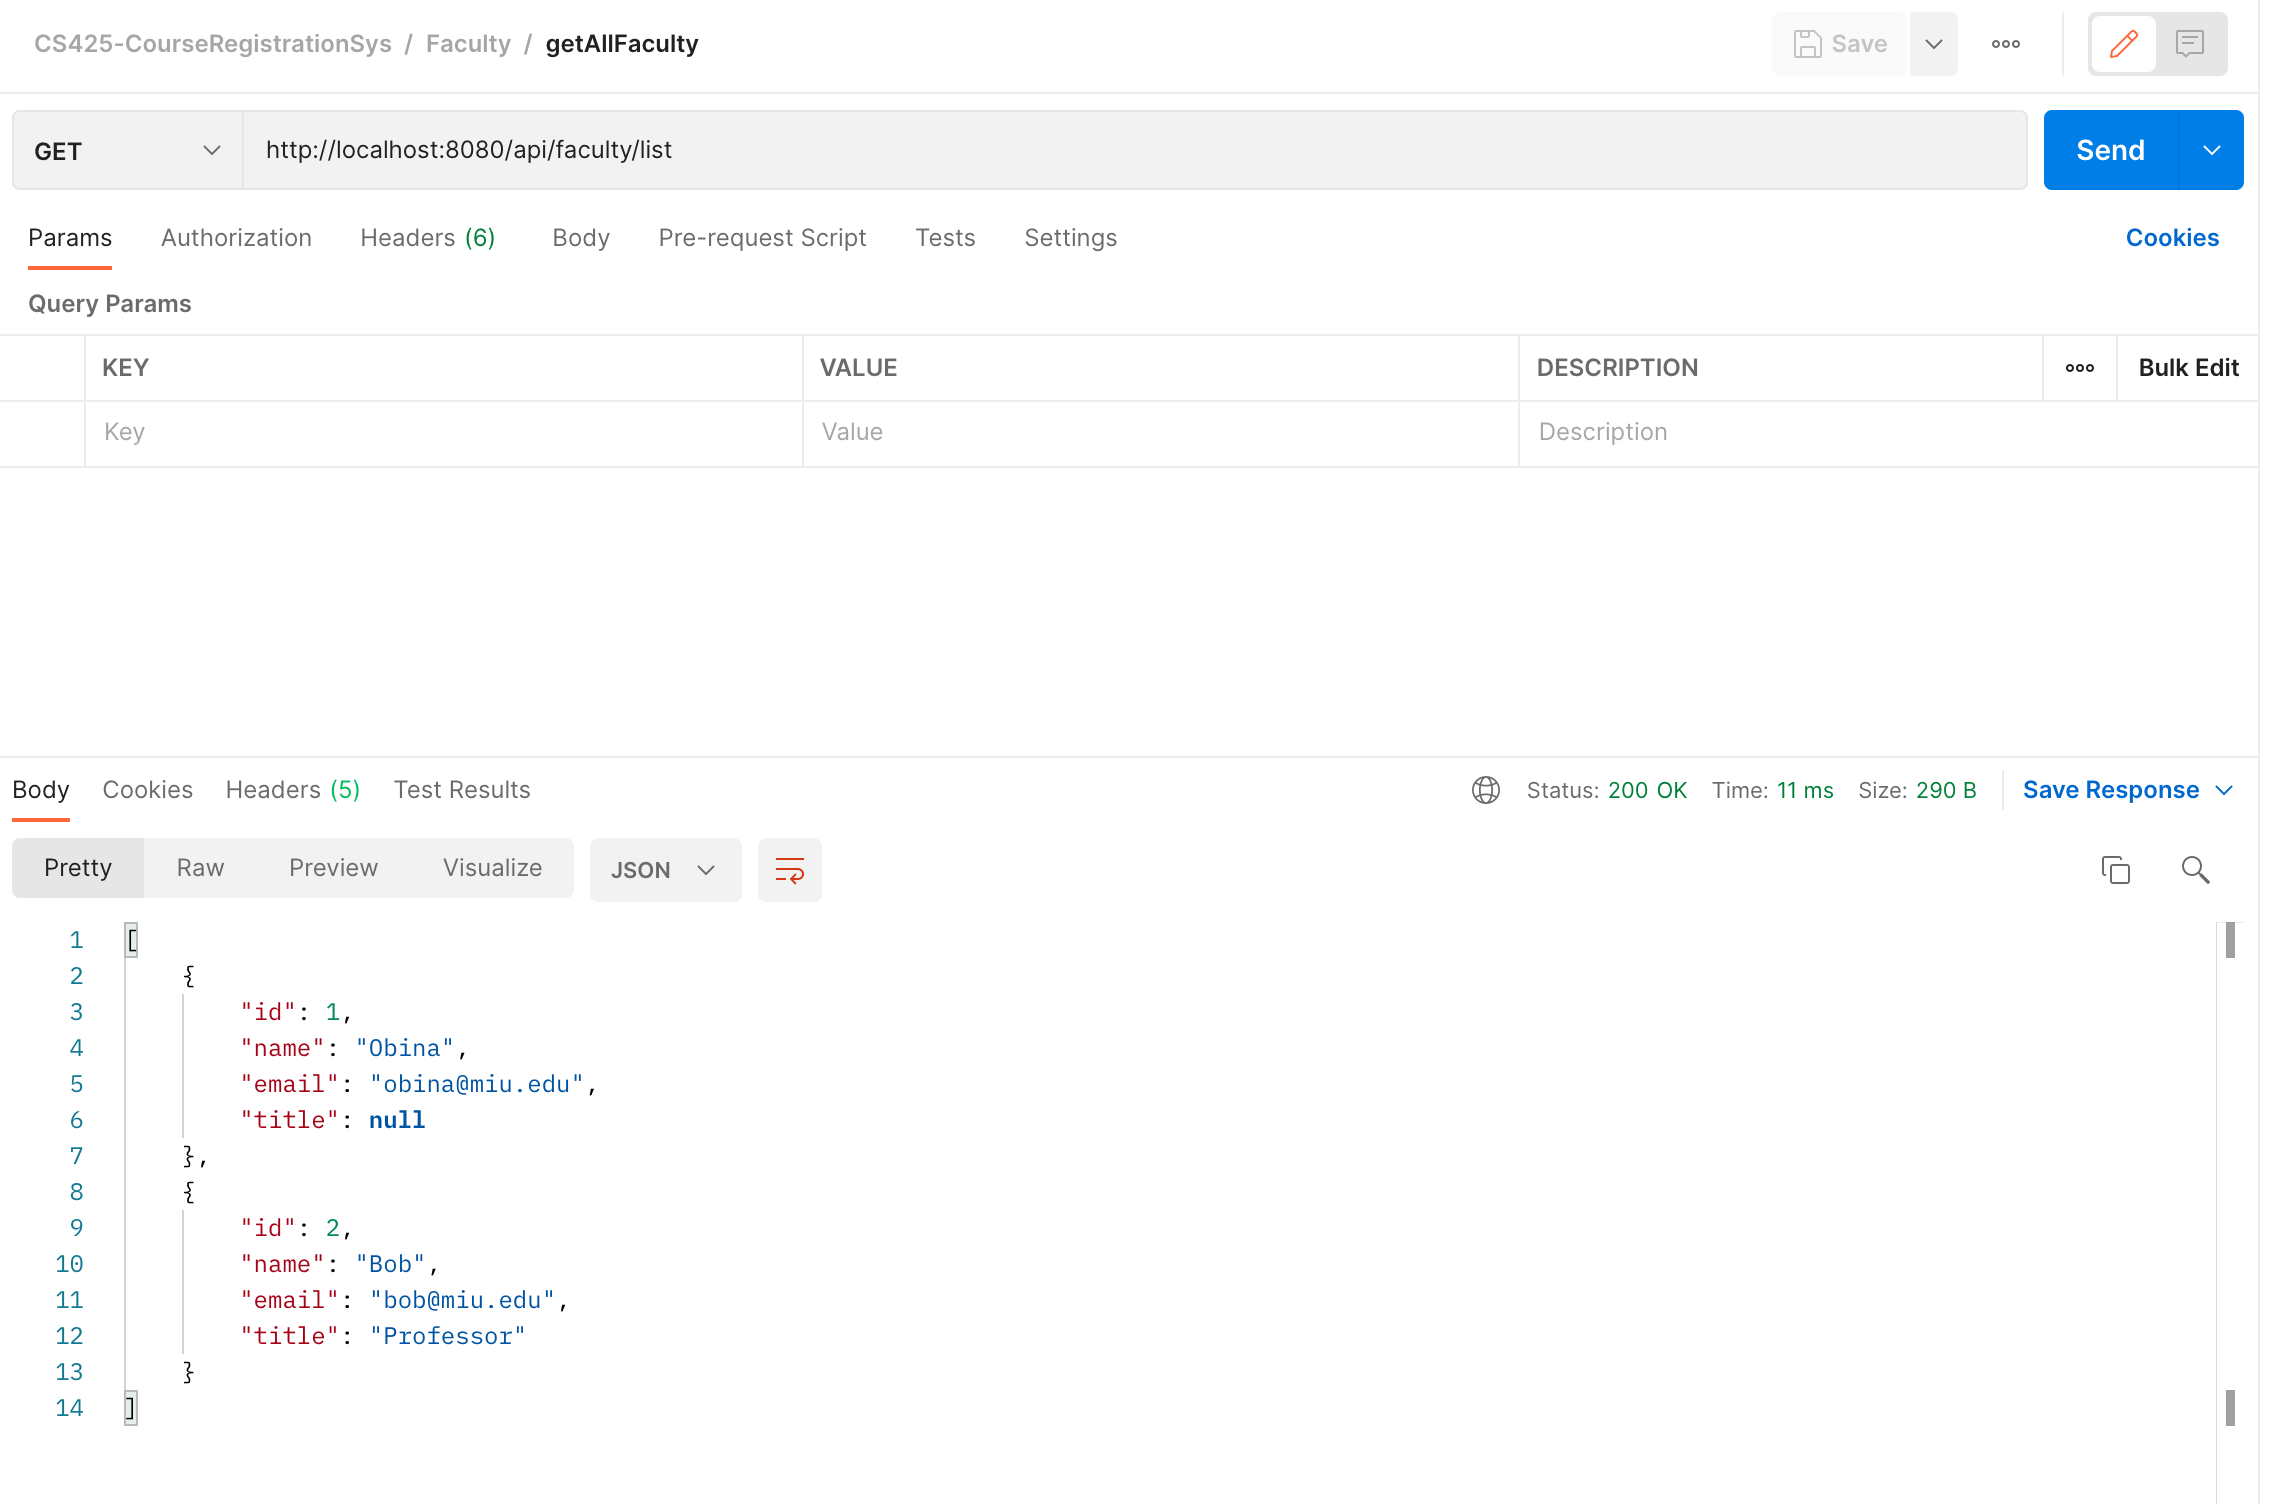 CS425-CourseRegistrationSys / Faculty / getAllFaculty
Save
GET
http://localhost:8080/api/faculty/list
Send
Params Authorization Headers (6) Body Pre-request Script Tests Settings Cookies
Query Params
KEY VALUE DESCRIPTION Bulk Edit
Key Value Description
Body Cookies Headers (5) Test Results Status: 200 OK Time: 11 ms Size: 290 B Save Response
Pretty Raw Preview Visualize JSON
1 [
2 {
3 "id": 1,
4 "name": "Obina",
5 "email": "obina@miu.edu",
6 "title": null
7 },
8 {
9 "id": 2,
10 "name": "Bob",
11 "email": "bob@miu.edu",
12 "title": "Professor"
13 }
14 ]